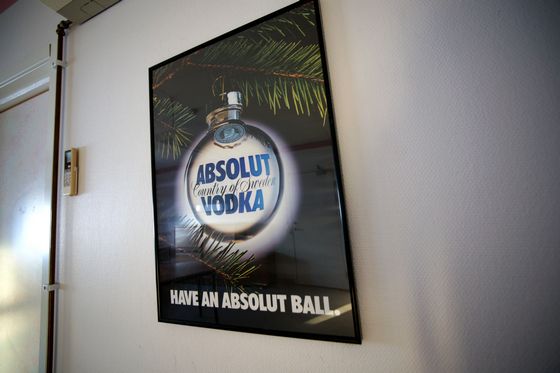 ABSOLUT
Country of Sweden
VODKA
HAVE AN ABSOLUT BALL.